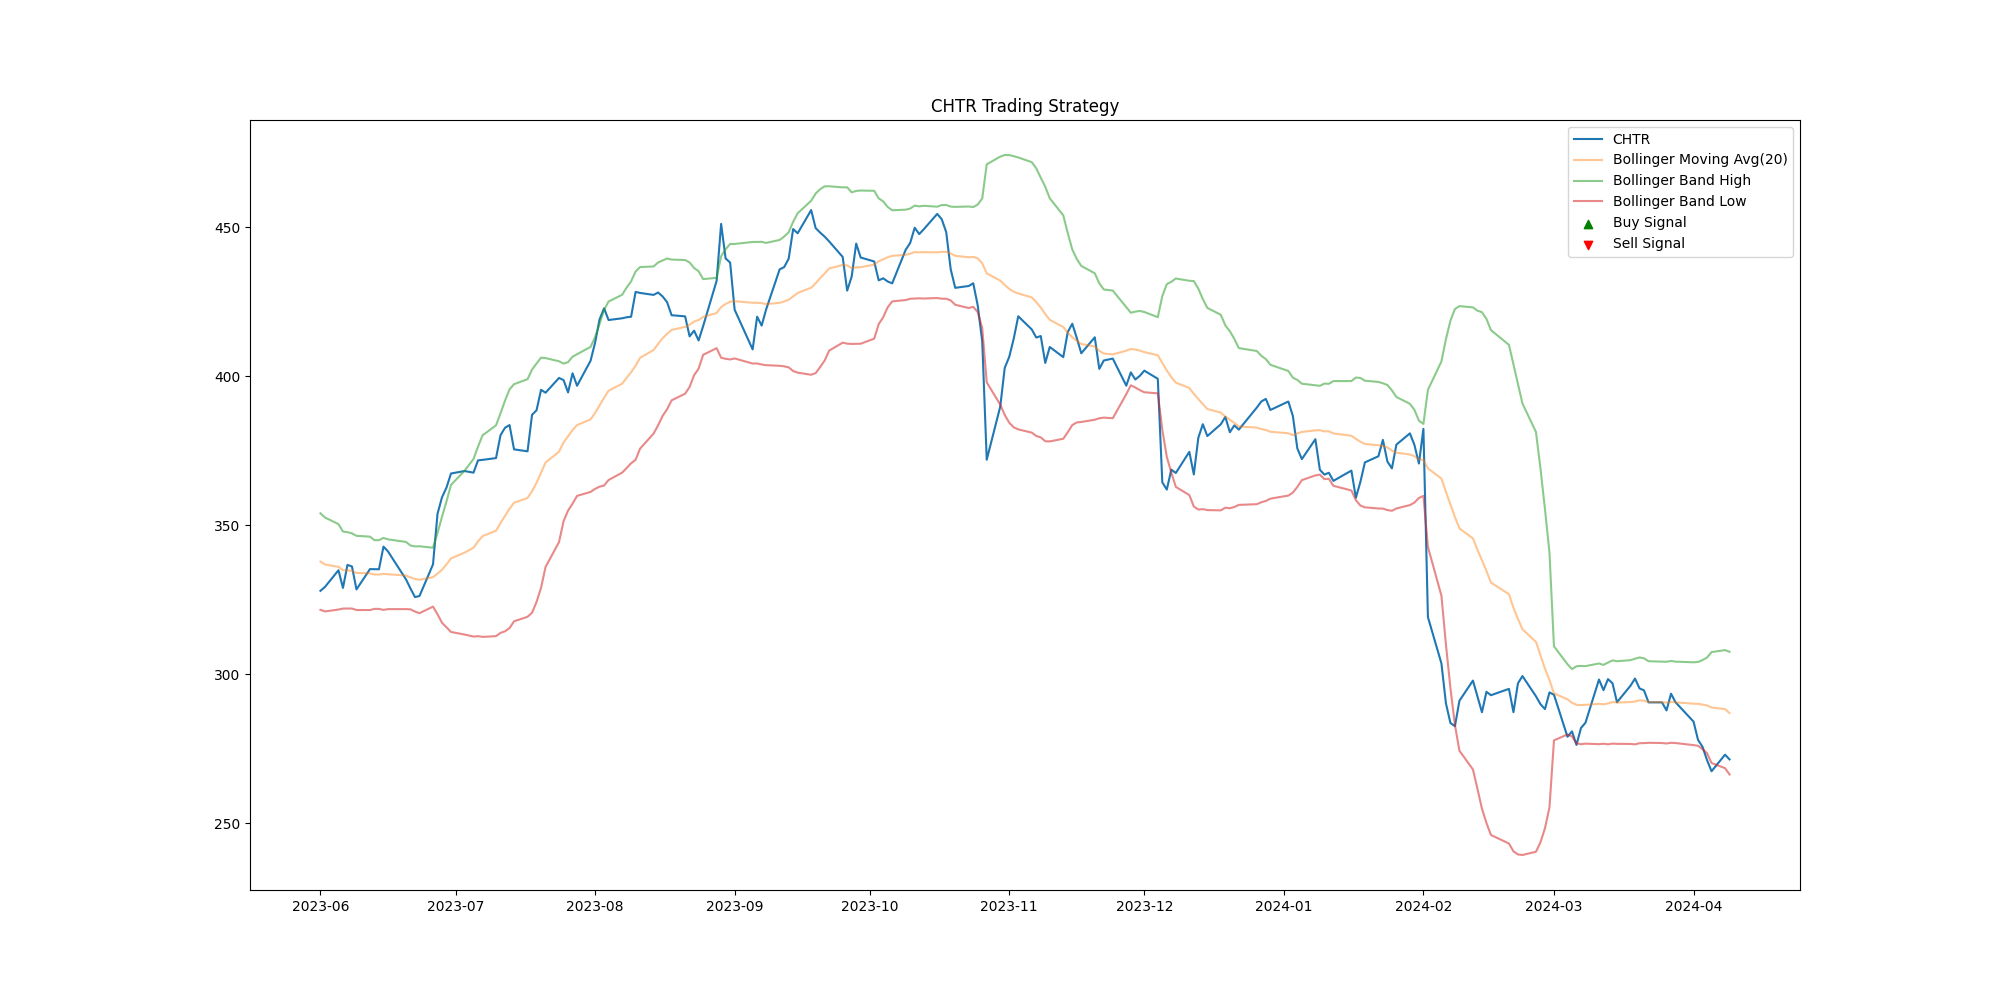 CHTR Trading Strategy
CHTR
Bollinger Moving Avg(20)
Bollinger Band High
Bollinger Band Low
Buy Signal
Sell Signal
450
400
350
300
250
2023-06 2023-07 2023-08 2023-09 2023-10 2023-11 2023-12 2024-01 2024-02 2024-03 2024-04